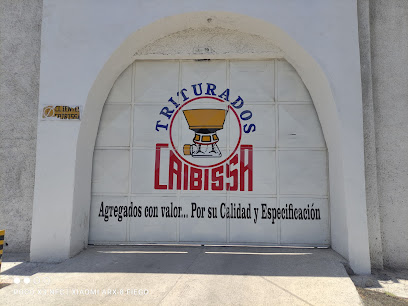 TRITURADOS
CAIBISSA
Agregados con valor... Por su Calidad y Especificación